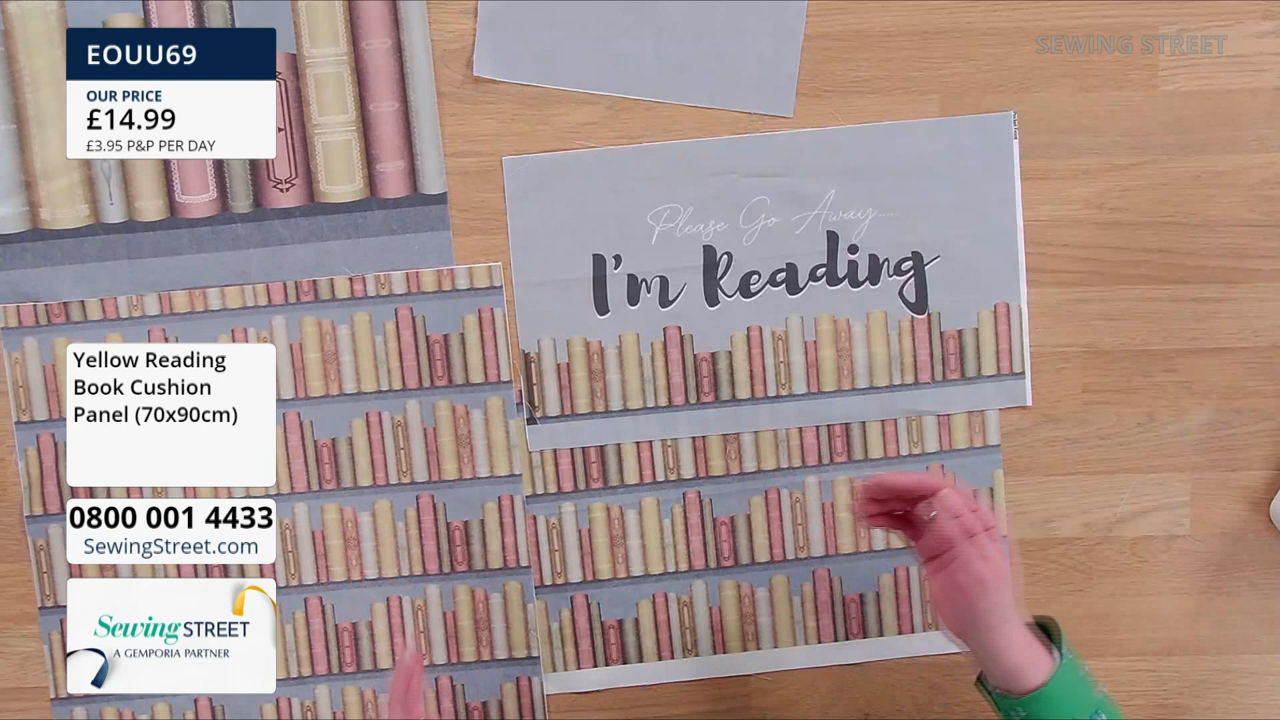 EOUU69
OUR PRICE
£14.99
£3.95 P&P PER DAY
SEWING STREET
Please Go Away....
I'm Reading
Yellow Reading
Book Cushion
Panel (70x90cm)
0800 001 4433
SewingStreet.com
Sewing STREET
A GEMPORIA PARTNER